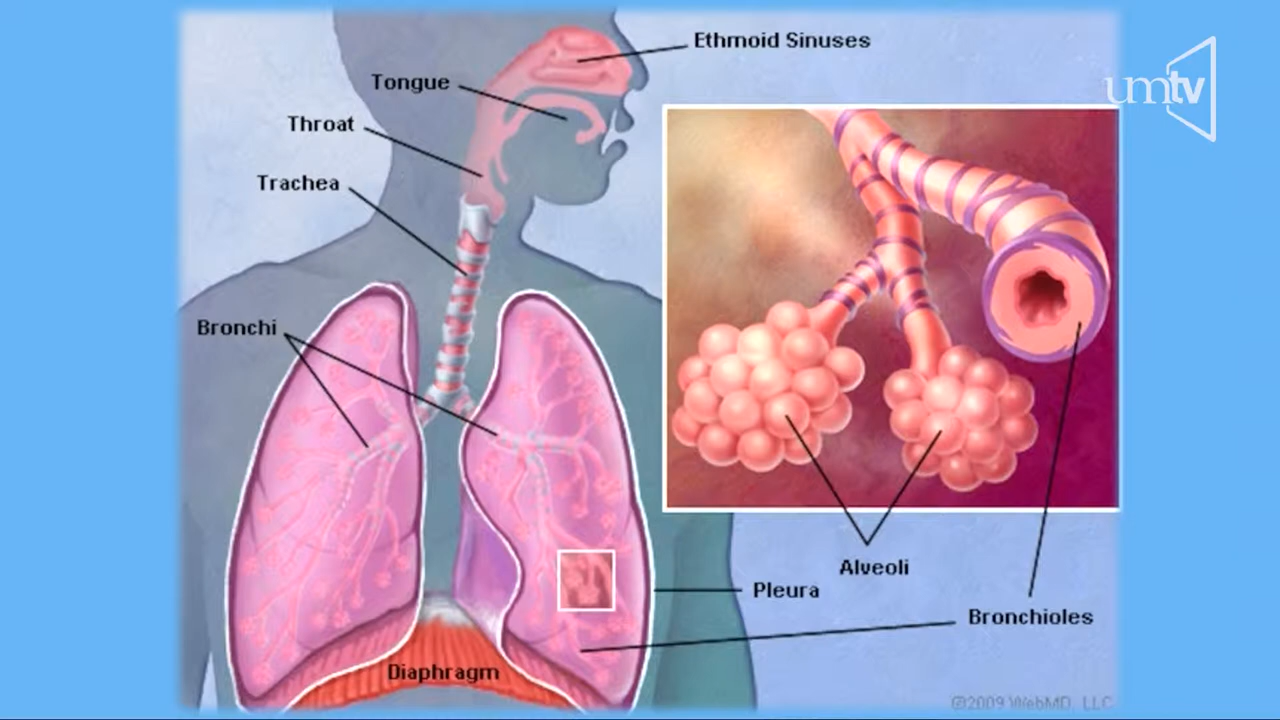 Ethmoid Sinuses
umtv
Tongue
Throat
Trachea
Bronchi
Alveoli
Pleura
Bronchioles
Diaphragm
©2009 WebMD, LLC